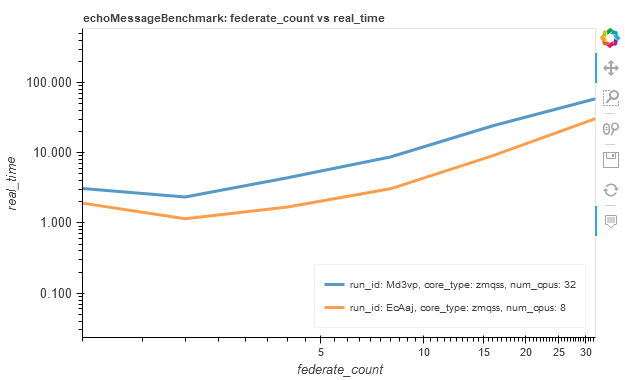 echoMessageBenchmark: federate_count vs real_time
100.000
10.000
1.000
0.100
real_time
run_id: Md3vp, core_type: zmqss, num_cpus: 32
run_id: EcAaj, core_type: zmqss, num_cpus: 8
5 10 15 20 25 30
federate_count